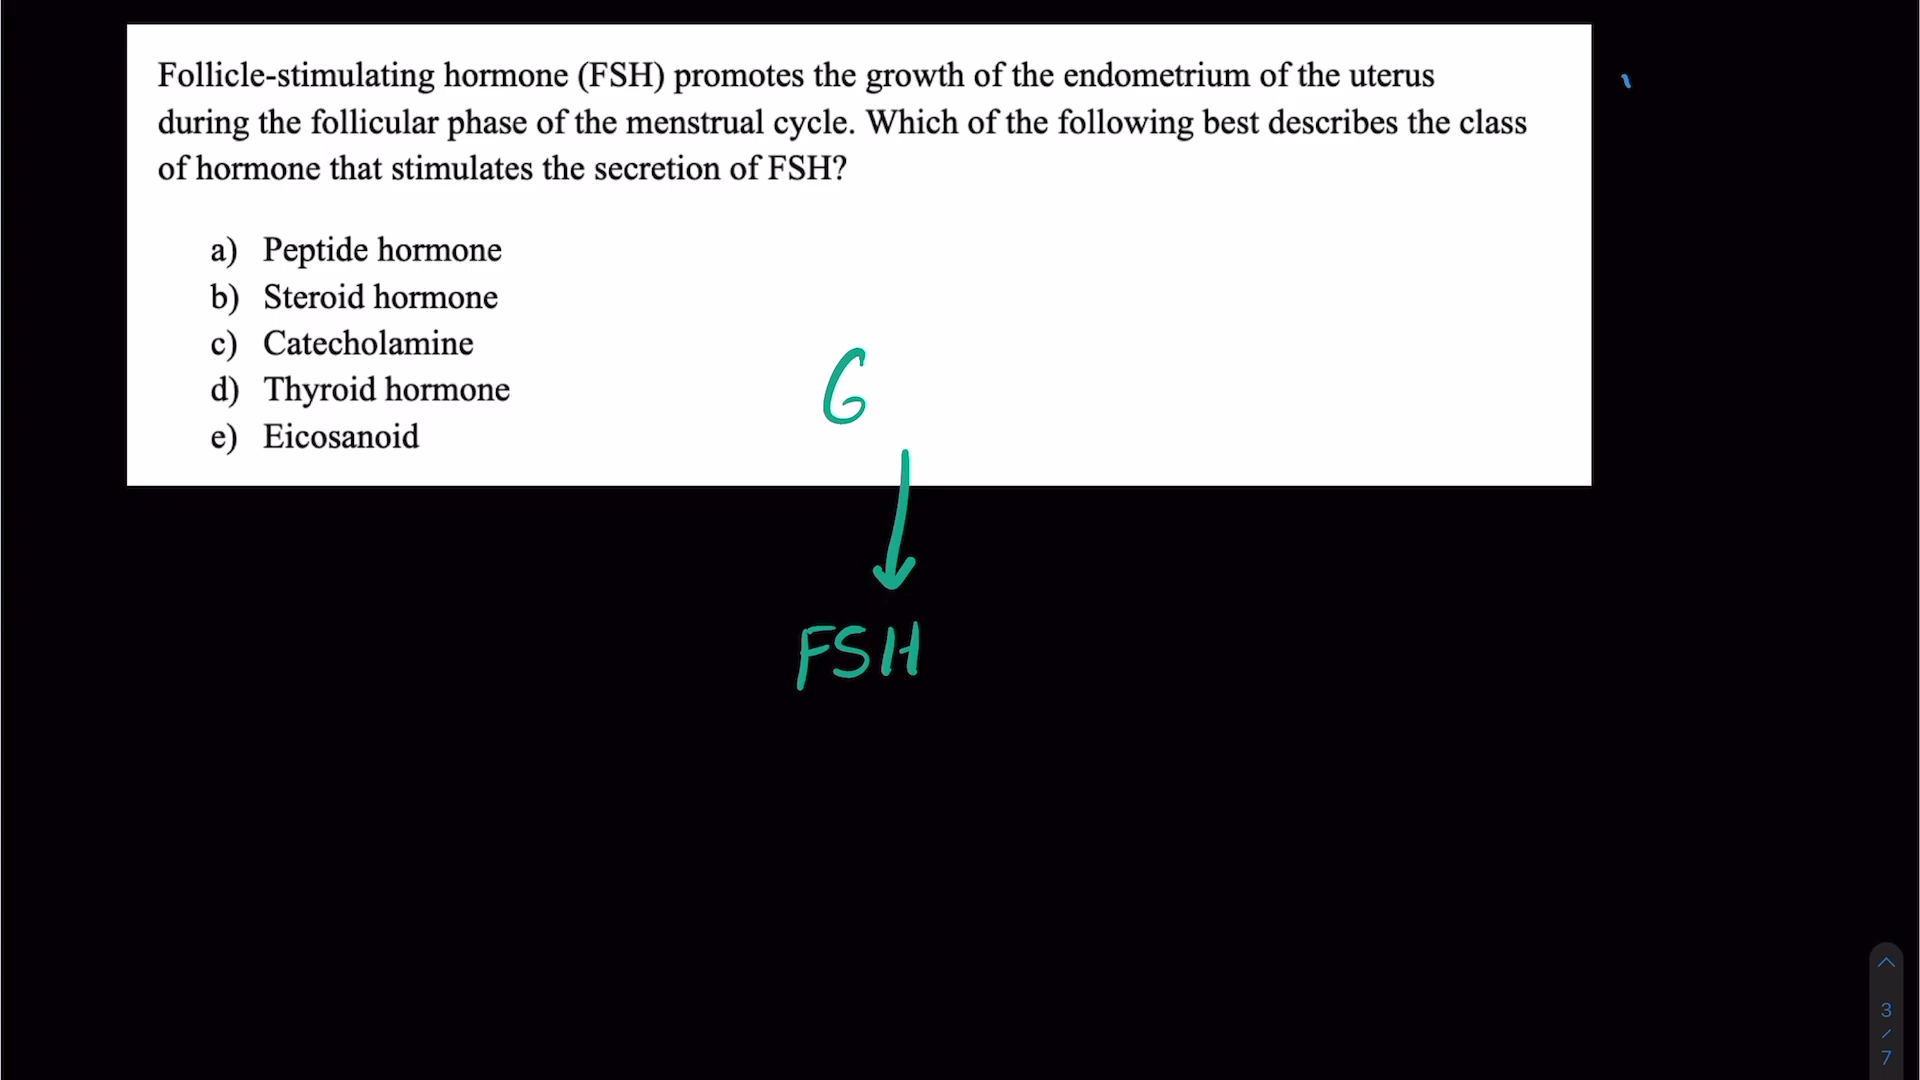 Follicle-stimulating hormone (FSH) promotes the growth of the endometrium of the uterus
during the follicular phase of the menstrual cycle. Which of the following best describes the class
of hormone that stimulates the secretion of FSH?
a) Peptide hormone
b) Steroid hormone
c) Catecholamine
d) Thyroid hormone
e) Eicosanoid
G
FSH
3
/
7